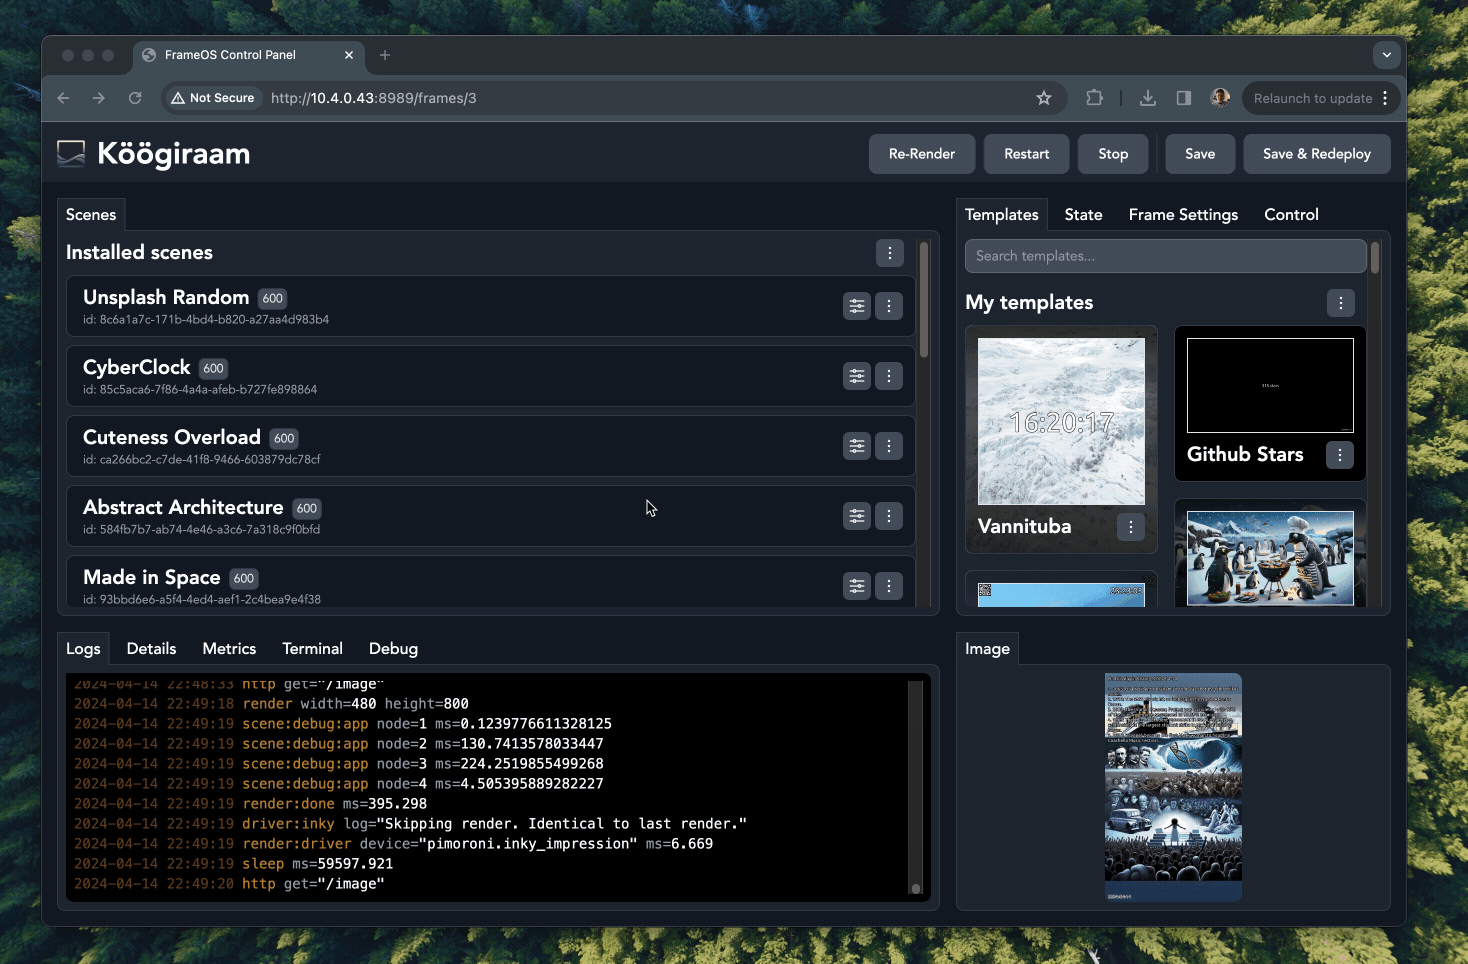 FrameOS Control Panel
Not Secure
http://10.4.0.43:8989/frames/3
Relaunch to update
Köögiraam
Re-Render
Restart
Stop
Save
Save & Redeploy
Scenes
Installed scenes
Unsplash Random 600
id: 8c6a1a7c-171b-4bd4-b820-a27aa4d983b4
CyberClock 600
id: 85c5aca6-7f86-4a4a-afeb-b727fe898864
Cuteness Overload 600
id: ca266bc2-c7de-41f8-9466-603879dc78cf
Abstract Architecture 600
id: 584fb7b7-ab74-4e46-a3c6-7a318c9f0bfd
Made in Space 600
id: 93bbd6e6-a5f4-4ed4-aef1-2c4bea9e4f38
Templates
State
Frame Settings
Control
Search templates...
My templates
16:20:17
Vannituba
Github Stars
Logs
Details
Metrics
Terminal
Debug
2024-04-14 22:48:33 http get="/image"
2024-04-14 22:49:18 render width=480 height=800
2024-04-14 22:49:19 scene:debug:app node=1 ms=0.1239776611328125
2024-04-14 22:49:19 scene:debug:app node=2 ms=130.7413578033447
2024-04-14 22:49:19 scene:debug:app node=3 ms=224.2519855499268
2024-04-14 22:49:19 scene:debug:app node=4 ms=4.505395889282227
2024-04-14 22:49:19 render:done ms=395.298
2024-04-14 22:49:19 driver:inky log="Skipping render. Identical to last render."
2024-04-14 22:49:19 render:driver device="pimoroni.inky_impression" ms=6.669
2024-04-14 22:49:19 sleep ms=59597.921
2024-04-14 22:49:20 http get="/image"
Image